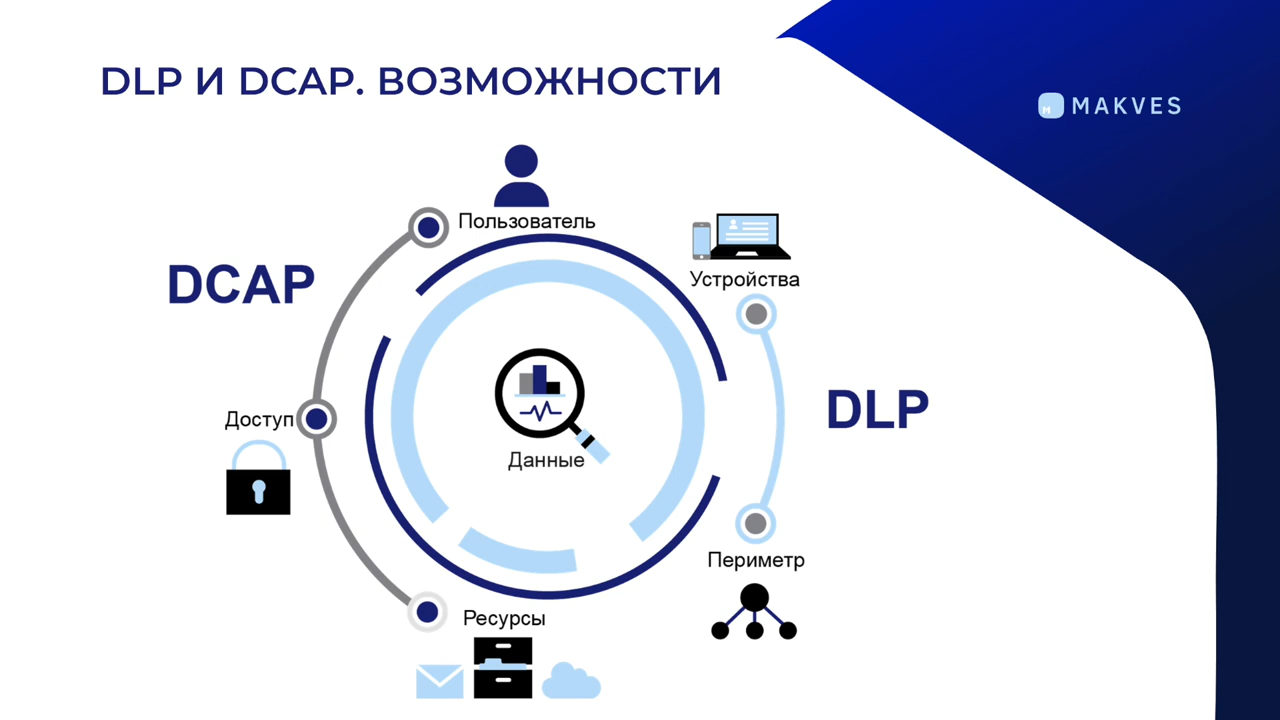 DLP И DCAP. ВОЗМОЖНОСТИ
M MAKVES
Пользователь
Устройства
DCAP
DLP
Доступ
Данные
Периметр
Ресурсы